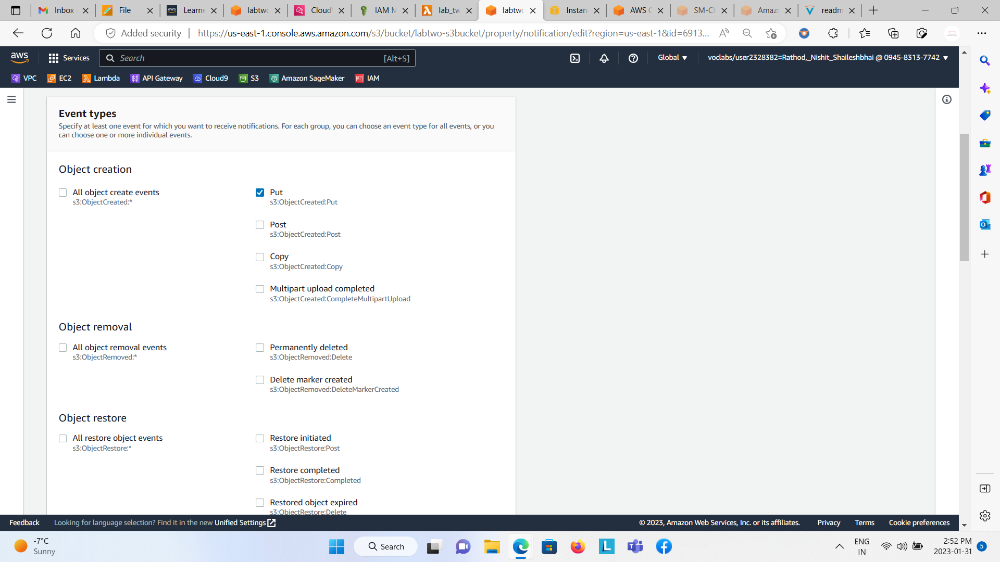 Inbox
File
Learne
labtwo
Cloud
IAM M
lab_tw
labtwo
Instan
AWS C
SM-Cl
Amazo
readm
Added security
https://us-east-1.console.aws.amazon.com/s3/bucket/labtwo-s3bucket/property/notification/edit?region=us-east-1&id=6913...
aws
Services
Search
[Alt+S]
Global
voclabs/user2328382=Rathod,_Nishit_Shaileshbhai @ 0945-8313-7742
VPC
EC2
Lambda
API Gateway
Cloud9
S3
Amazon SageMaker
IAM
Event types
Specify at least one event for which you want to receive notifications. For each group, you can choose an event type for all events, or you
can choose one or more individual events.
Object creation
All object create events
s3:ObjectCreated:*
Put
s3:ObjectCreated:Put
Post
s3:ObjectCreated:Post
Copy
s3:ObjectCreated:Copy
Multipart upload completed
s3:ObjectCreated:CompleteMultipartUpload
Object removal
All object removal events
s3:ObjectRemoved:*
Permanently deleted
s3:ObjectRemoved:Delete
Delete marker created
s3:ObjectRemoved:DeleteMarkerCreated
Object restore
All restore object events
s3:ObjectRestore:*
Restore initiated
s3:ObjectRestore:Post
Restore completed
s3:ObjectRestore:Completed
Restored object expired
s3:ObjectRestore:Delete
Feedback
Looking for language selection? Find it in the new Unified Settings
© 2023, Amazon Web Services, Inc. or its affiliates.
Privacy
Terms
Cookie preferences
-7°C
Sunny
Search
ENG
IN
2:52 PM
2023-01-31
5